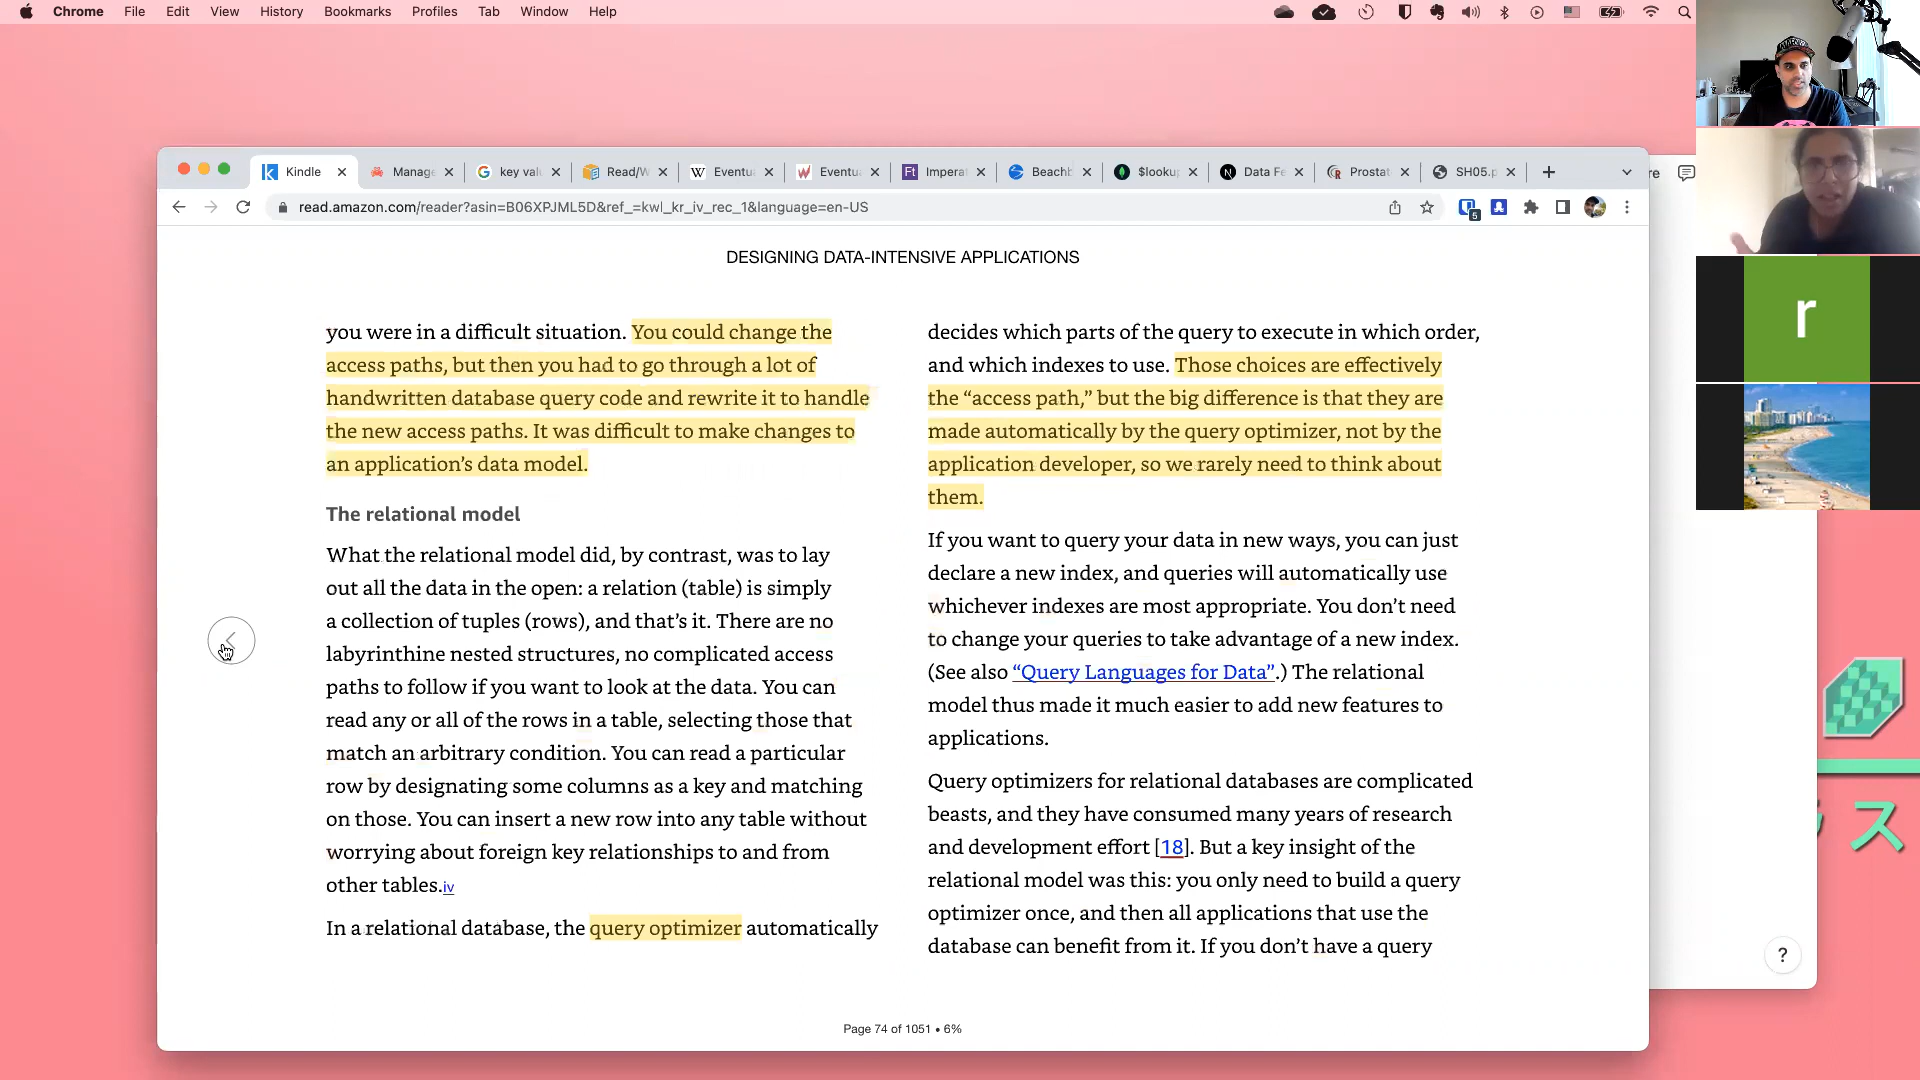 Chrome File Edit View History Bookmarks Profiles Tab Window Help
Kindle
Manage
key valu
Read/W
Eventua
Eventua
Imperat
Beachb
$lookup
Data Fe
Prostat
SH05.p
read.amazon.com/reader?asin=B06XPJML5D&ref_=kwl_kr_iv_rec_1&language=en-US
5
re
DESIGNING DATA-INTENSIVE APPLICATIONS
you were in a difficult situation. You could change the
access paths, but then you had to go through a lot of
handwritten database query code and rewrite it to handle
the new access paths. It was difficult to make changes to
an application’s data model.
The relational model
What the relational model did, by contrast, was to lay
out all the data in the open: a relation (table) is simply
a collection of tuples (rows), and that’s it. There are no
labyrinthine nested structures, no complicated access
paths to follow if you want to look at the data. You can
read any or all of the rows in a table, selecting those that
match an arbitrary condition. You can read a particular
row by designating some columns as a key and matching
on those. You can insert a new row into any table without
worrying about foreign key relationships to and from
other tables.iv
In a relational database, the query optimizer automatically
decides which parts of the query to execute in which order,
and which indexes to use. Those choices are effectively
the “access path,” but the big difference is that they are
made automatically by the query optimizer, not by the
application developer, so we rarely need to think about
them.
If you want to query your data in new ways, you can just
declare a new index, and queries will automatically use
whichever indexes are most appropriate. You don’t need
to change your queries to take advantage of a new index.
(See also “Query Languages for Data”.) The relational
model thus made it much easier to add new features to
applications.
Query optimizers for relational databases are complicated
beasts, and they have consumed many years of research
and development effort [18]. But a key insight of the
relational model was this: you only need to build a query
optimizer once, and then all applications that use the
database can benefit from it. If you don’t have a query
Page 74 of 1051 • 6%
?
r
ス